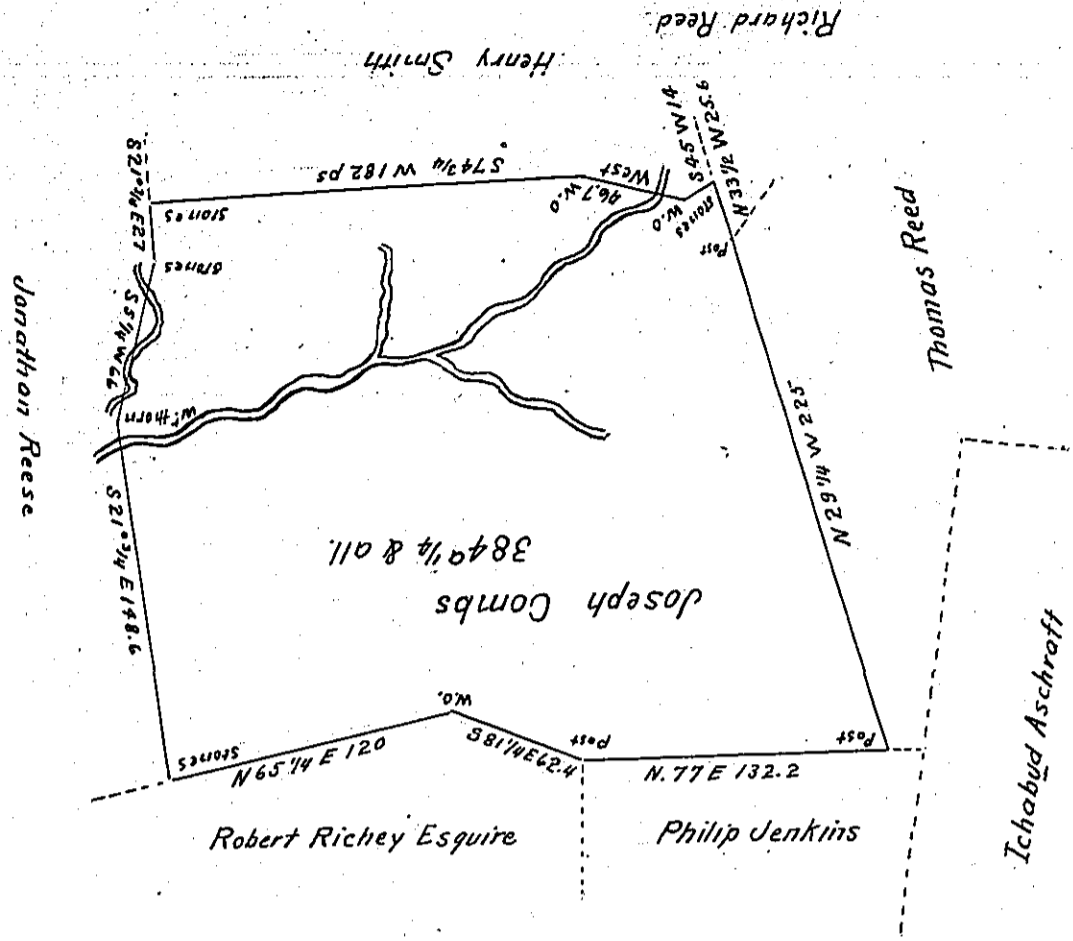 Richard Reed
Henry Smith
S 45 W 14
N 33 1/2 W 25.6
S 74 3/4 W 182 ps
West
46.7
W.O
W.O
Stones
Post
S 21° 3/4 E 27
Stones
Stones
S 5 1/4 W 66
Wt. thorn
Jonathan Reese
Thomas Reed
N 29 1/4 W 225
S 21° 3/4 E 148.6
384a 1/4 & all.
Joseph Combs
W.O.
Stones
N 65 1/4 E 120
S 81 1/4 E 62.4
Post
N. 77 E 132.2
Post
Robert Richey Esquire
Philip Jenkins
Ichabud Aschraft